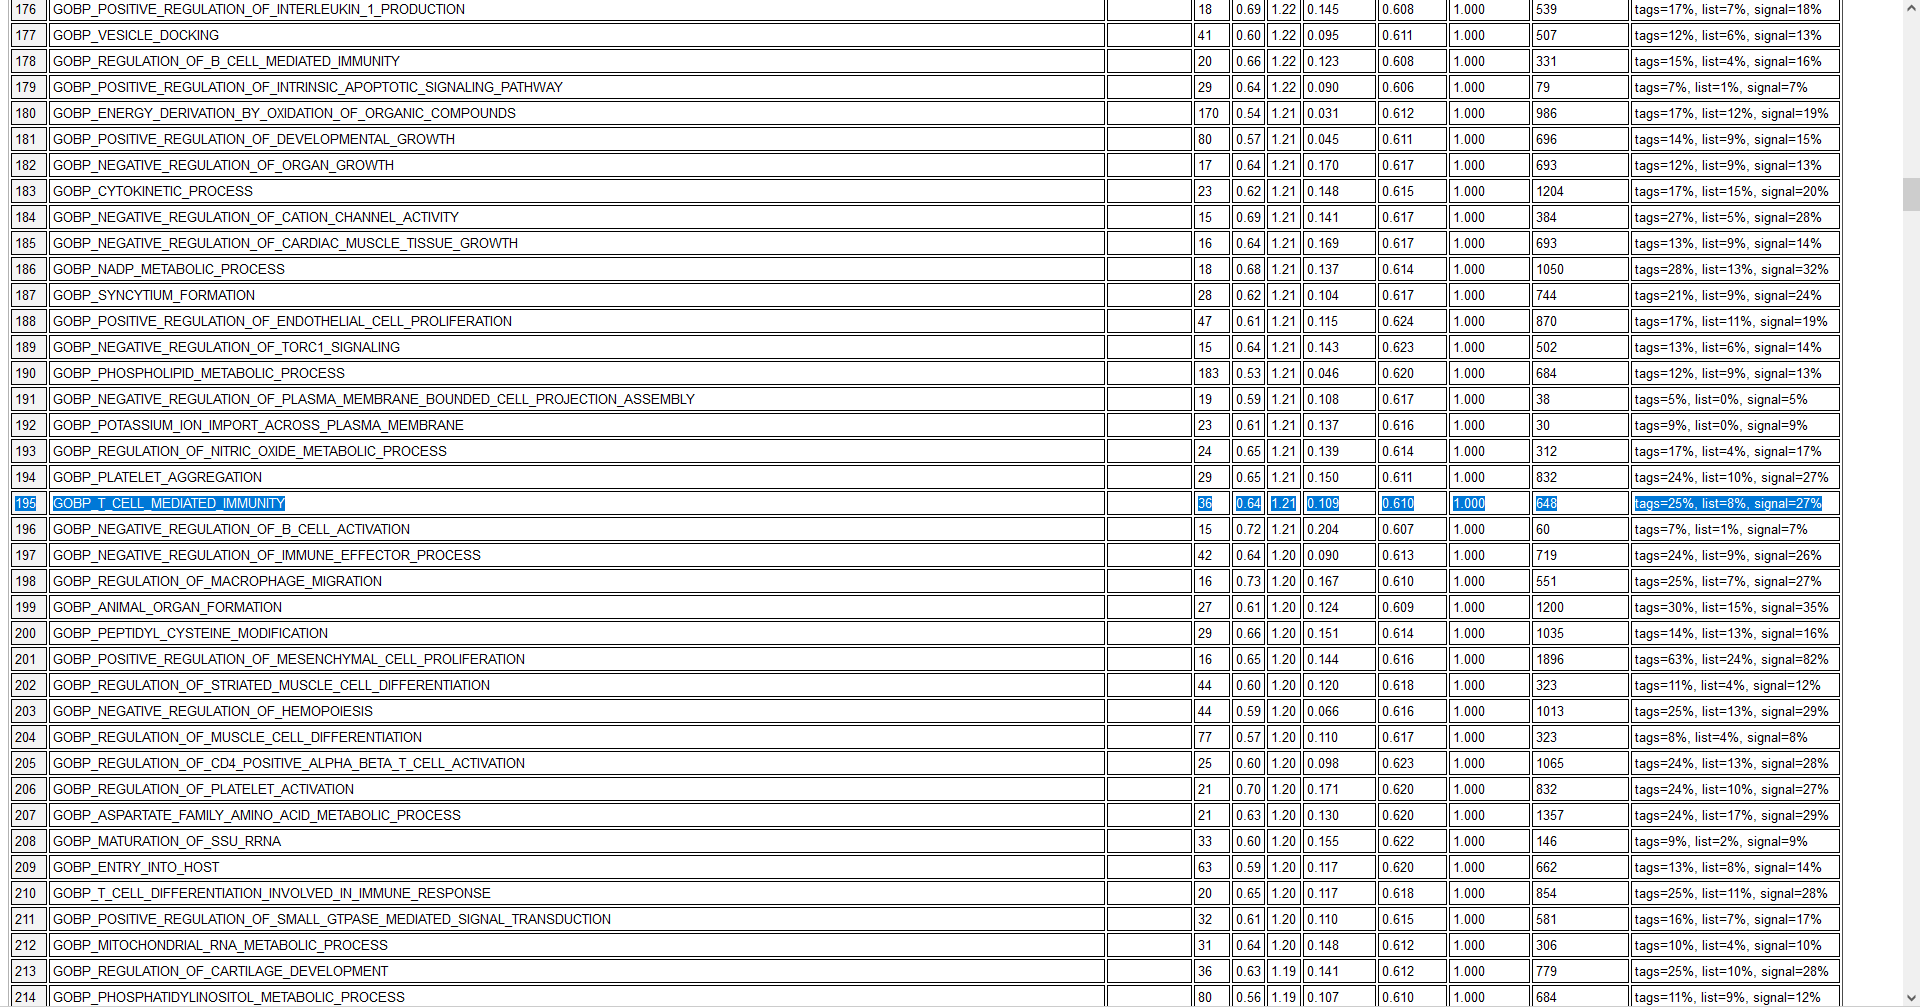 176 GOBP_POSITIVE_REGULATION_OF_INTERLEUKIN_1_PRODUCTION 18 0.69 1.22 0.145 0.608 1.000 539 tags=17%, list=7%, signal=18%
177 GOBP_VESICLE_DOCKING 41 0.60 1.22 0.095 0.611 1.000 507 tags=12%, list=6%, signal=13%
178 GOBP_REGULATION_OF_B_CELL_MEDIATED_IMMUNITY 20 0.66 1.22 0.123 0.608 1.000 331 tags=15%, list=4%, signal=16%
179 GOBP_POSITIVE_REGULATION_OF_INTRINSIC_APOPTOTIC_SIGNALING_PATHWAY 29 0.64 1.22 0.090 0.606 1.000 79 tags=7%, list=1%, signal=7%
180 GOBP_ENERGY_DERIVATION_BY_OXIDATION_OF_ORGANIC_COMPOUNDS 170 0.54 1.21 0.031 0.612 1.000 986 tags=17%, list=12%, signal=19%
181 GOBP_POSITIVE_REGULATION_OF_DEVELOPMENTAL_GROWTH 80 0.57 1.21 0.045 0.611 1.000 696 tags=14%, list=9%, signal=15%
182 GOBP_NEGATIVE_REGULATION_OF_ORGAN_GROWTH 17 0.64 1.21 0.170 0.617 1.000 693 tags=12%, list=9%, signal=13%
183 GOBP_CYTOKINETIC_PROCESS 23 0.62 1.21 0.148 0.615 1.000 1204 tags=17%, list=15%, signal=20%
184 GOBP_NEGATIVE_REGULATION_OF_CATION_CHANNEL_ACTIVITY 15 0.69 1.21 0.141 0.617 1.000 384 tags=27%, list=5%, signal=28%
185 GOBP_NEGATIVE_REGULATION_OF_CARDIAC_MUSCLE_TISSUE_GROWTH 16 0.64 1.21 0.169 0.617 1.000 693 tags=13%, list=9%, signal=14%
186 GOBP_NADP_METABOLIC_PROCESS 18 0.68 1.21 0.137 0.614 1.000 1050 tags=28%, list=13%, signal=32%
187 GOBP_SYNCYTIUM_FORMATION 28 0.62 1.21 0.104 0.617 1.000 744 tags=21%, list=9%, signal=24%
188 GOBP_POSITIVE_REGULATION_OF_ENDOTHELIAL_CELL_PROLIFERATION 47 0.61 1.21 0.115 0.624 1.000 870 tags=17%, list=11%, signal=19%
189 GOBP_NEGATIVE_REGULATION_OF_TORC1_SIGNALING 15 0.64 1.21 0.143 0.623 1.000 502 tags=13%, list=6%, signal=14%
190 GOBP_PHOSPHOLIPID_METABOLIC_PROCESS 183 0.53 1.21 0.046 0.620 1.000 684 tags=12%, list=9%, signal=13%
191 GOBP_NEGATIVE_REGULATION_OF_PLASMA_MEMBRANE_BOUNDED_CELL_PROJECTION_ASSEMBLY 19 0.59 1.21 0.108 0.617 1.000 38 tags=5%, list=0%, signal=5%
192 GOBP_POTASSIUM_ION_IMPORT_ACROSS_PLASMA_MEMBRANE 23 0.61 1.21 0.137 0.616 1.000 30 tags=9%, list=0%, signal=9%
193 GOBP_REGULATION_OF_NITRIC_OXIDE_METABOLIC_PROCESS 24 0.65 1.21 0.139 0.614 1.000 312 tags=17%, list=4%, signal=17%
194 GOBP_PLATELET_AGGREGATION 29 0.65 1.21 0.150 0.611 1.000 832 tags=24%, list=10%, signal=27%
195 GOBP_T_CELL_MEDIATED_IMMUNITY 36 0.64 1.21 0.109 0.610 1.000 648 tags=25%, list=8%, signal=27%
196 GOBP_NEGATIVE_REGULATION_OF_B_CELL_ACTIVATION 15 0.72 1.21 0.204 0.607 1.000 60 tags=7%, list=1%, signal=7%
197 GOBP_NEGATIVE_REGULATION_OF_IMMUNE_EFFECTOR_PROCESS 42 0.64 1.20 0.090 0.613 1.000 719 tags=24%, list=9%, signal=26%
198 GOBP_REGULATION_OF_MACROPHAGE_MIGRATION 16 0.73 1.20 0.167 0.610 1.000 551 tags=25%, list=7%, signal=27%
199 GOBP_ANIMAL_ORGAN_FORMATION 27 0.61 1.20 0.124 0.609 1.000 1200 tags=30%, list=15%, signal=35%
200 GOBP_PEPTIDYL_CYSTEINE_MODIFICATION 29 0.66 1.20 0.151 0.614 1.000 1035 tags=14%, list=13%, signal=16%
201 GOBP_POSITIVE_REGULATION_OF_MESENCHYMAL_CELL_PROLIFERATION 16 0.65 1.20 0.144 0.616 1.000 1896 tags=63%, list=24%, signal=82%
202 GOBP_REGULATION_OF_STRIATED_MUSCLE_CELL_DIFFERENTIATION 44 0.60 1.20 0.120 0.618 1.000 323 tags=11%, list=4%, signal=12%
203 GOBP_NEGATIVE_REGULATION_OF_HEMOPOIESIS 44 0.59 1.20 0.066 0.616 1.000 1013 tags=25%, list=13%, signal=29%
204 GOBP_REGULATION_OF_MUSCLE_CELL_DIFFERENTIATION 77 0.57 1.20 0.110 0.617 1.000 323 tags=8%, list=4%, signal=8%
205 GOBP_REGULATION_OF_CD4_POSITIVE_ALPHA_BETA_T_CELL_ACTIVATION 25 0.60 1.20 0.098 0.623 1.000 1065 tags=24%, list=13%, signal=28%
206 GOBP_REGULATION_OF_PLATELET_ACTIVATION 21 0.70 1.20 0.171 0.620 1.000 832 tags=24%, list=10%, signal=27%
207 GOBP_ASPARTATE_FAMILY_AMINO_ACID_METABOLIC_PROCESS 21 0.63 1.20 0.130 0.620 1.000 1357 tags=24%, list=17%, signal=29%
208 GOBP_MATURATION_OF_SSU_RRNA 33 0.60 1.20 0.155 0.622 1.000 146 tags=9%, list=2%, signal=9%
209 GOBP_ENTRY_INTO_HOST 63 0.59 1.20 0.117 0.620 1.000 662 tags=13%, list=8%, signal=14%
210 GOBP_T_CELL_DIFFERENTIATION_INVOLVED_IN_IMMUNE_RESPONSE 20 0.65 1.20 0.117 0.618 1.000 854 tags=25%, list=11%, signal=28%
211 GOBP_POSITIVE_REGULATION_OF_SMALL_GTPASE_MEDIATED_SIGNAL_TRANSDUCTION 32 0.61 1.20 0.110 0.615 1.000 581 tags=16%, list=7%, signal=17%
212 GOBP_MITOCHONDRIAL_RNA_METABOLIC_PROCESS 31 0.64 1.20 0.148 0.612 1.000 306 tags=10%, list=4%, signal=10%
213 GOBP_REGULATION_OF_CARTILAGE_DEVELOPMENT 36 0.63 1.19 0.141 0.612 1.000 779 tags=25%, list=10%, signal=28%
214 GOBP_PHOSPHATIDYLINOSITOL_METABOLIC_PROCESS 80 0.56 1.19 0.107 0.610 1.000 684 tags=11%, list=9%, signal=12%